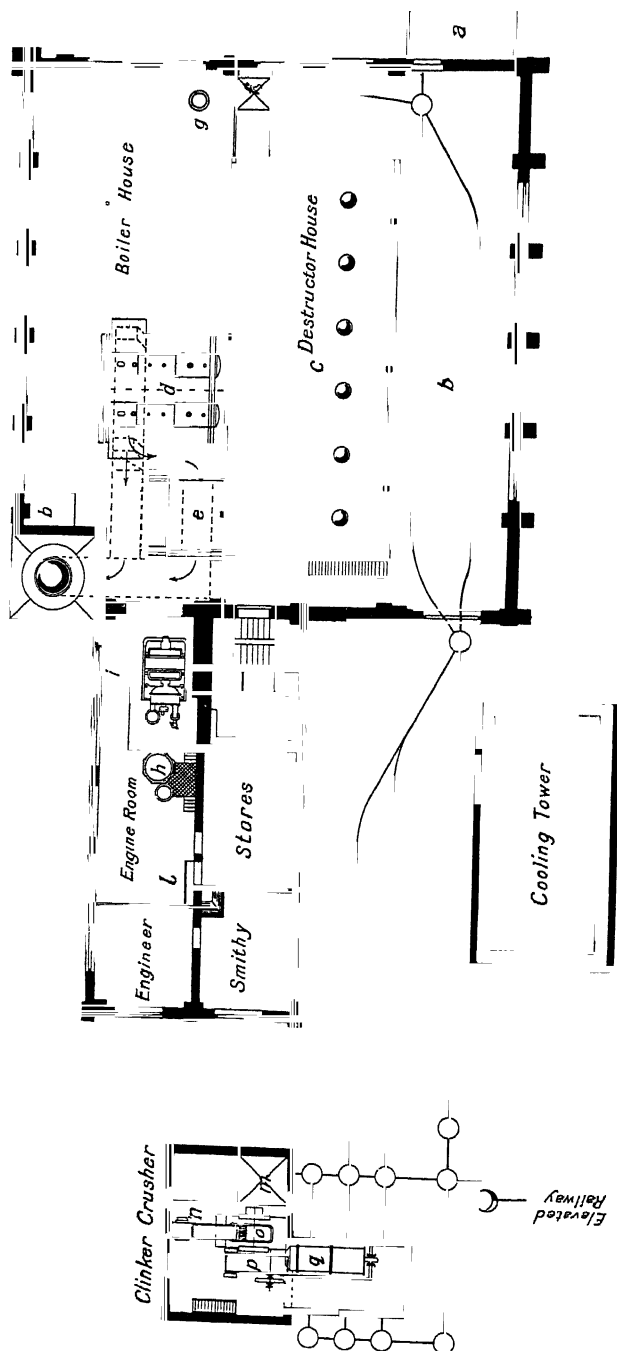 a
g
Boiler House
Destructor House
c
b
d
e
b
i
h
Engine Room
Stores
l
Engineer
Smithy
Cooling Tower
Clinker Crusher
m
n
o
p
q
Elevated
Railway